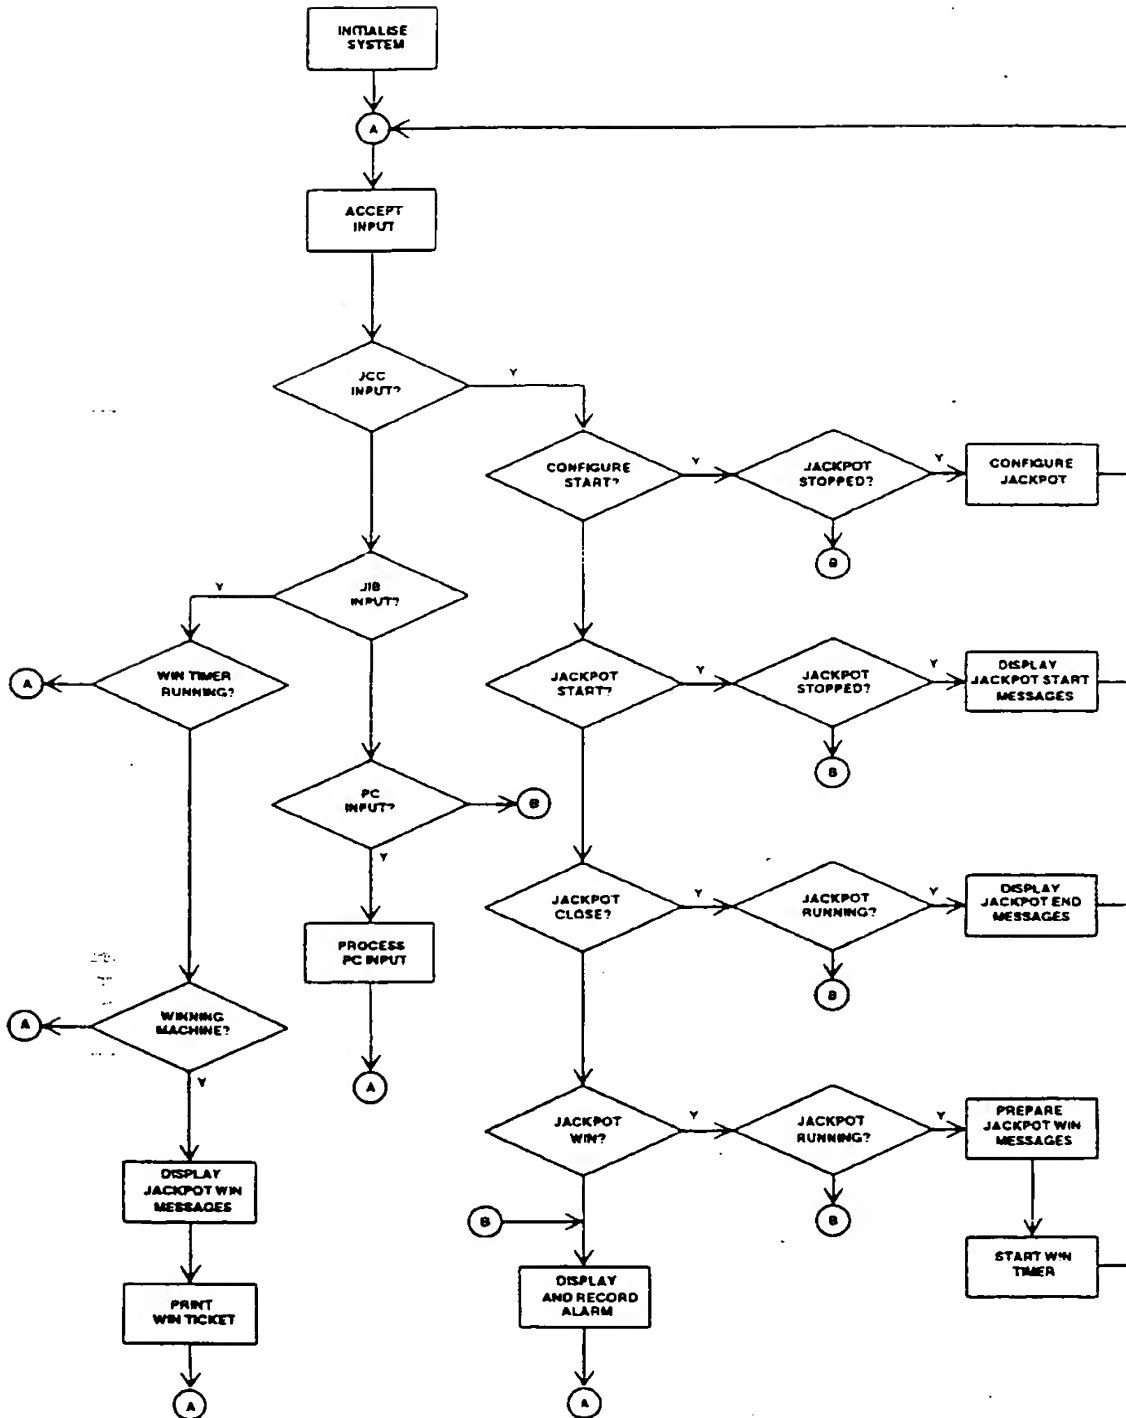 INITIALISE
SYSTEM
A
ACCEPT
INPUT
JCC
INPUT?
Y
CONFIGURE
START?
Y
JACKPOT
STOPPED?
Y
CONFIGURE
JACKPOT
B
JIB
INPUT?
Y
WIN TIMER
RUNNING?
A
JACKPOT
START?
Y
JACKPOT
STOPPED?
Y
DISPLAY
JACKPOT START
MESSAGES
B
PC
INPUT?
B
Y
PROCESS
PC INPUT
A
JACKPOT
CLOSE?
Y
JACKPOT
RUNNING?
Y
DISPLAY
JACKPOT END
MESSAGES
B
WINNING
MACHINE?
A
Y
DISPLAY
JACKPOT WIN
MESSAGES
PRINT
WIN TICKET
A
JACKPOT
WIN?
Y
JACKPOT
RUNNING?
Y
PREPARE
JACKPOT WIN
MESSAGES
B
START WIN
TIMER
B
DISPLAY
AND RECORD
ALARM
A